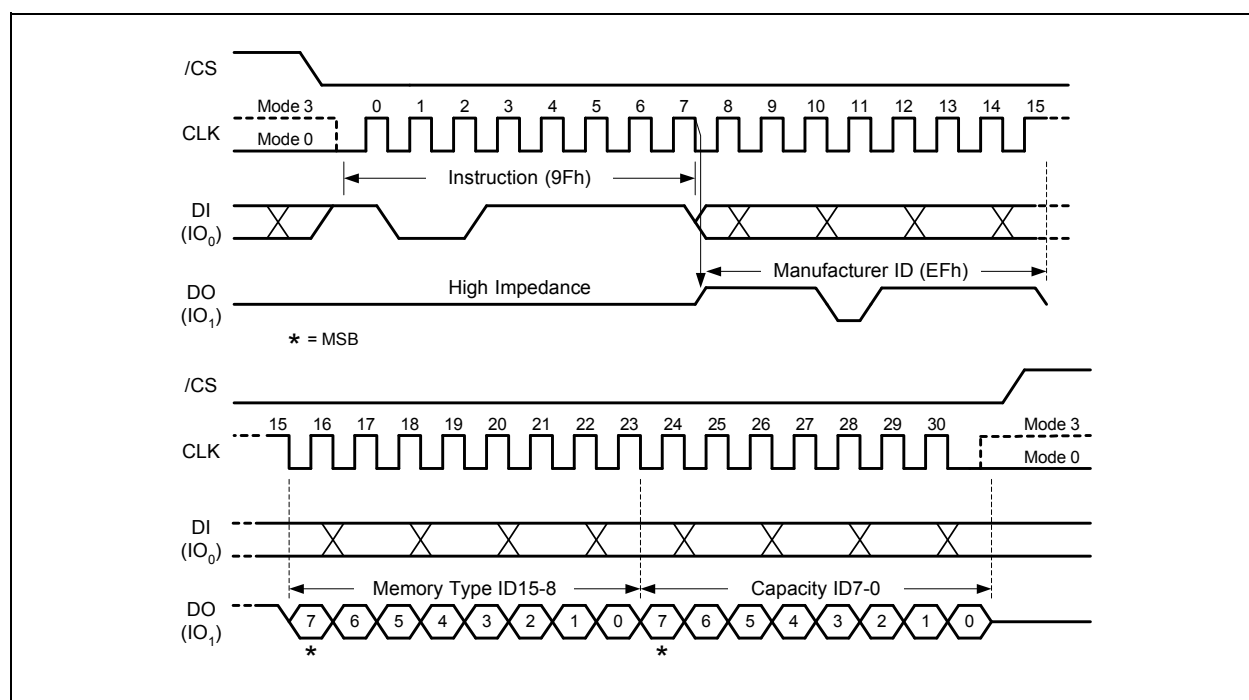 /CS
Mode 3 0 1 2 3 4 5 6 7 8 9 10 11 12 13 14 15
CLK
Mode 0
Instruction (9Fh)
DI
(IO0)
Manufacturer ID (EFh)
High Impedance
DO
(IO1)
* = MSB
/CS
15 16 17 18 19 20 21 22 23 24 25 26 27 28 29 30 Mode 3
CLK
Mode 0
DI
(IO0)
Memory Type ID15-8 Capacity ID7-0
DO 7 6 5 4 3 2 1 0 7 6 5 4 3 2 1 0
(IO1)
* *